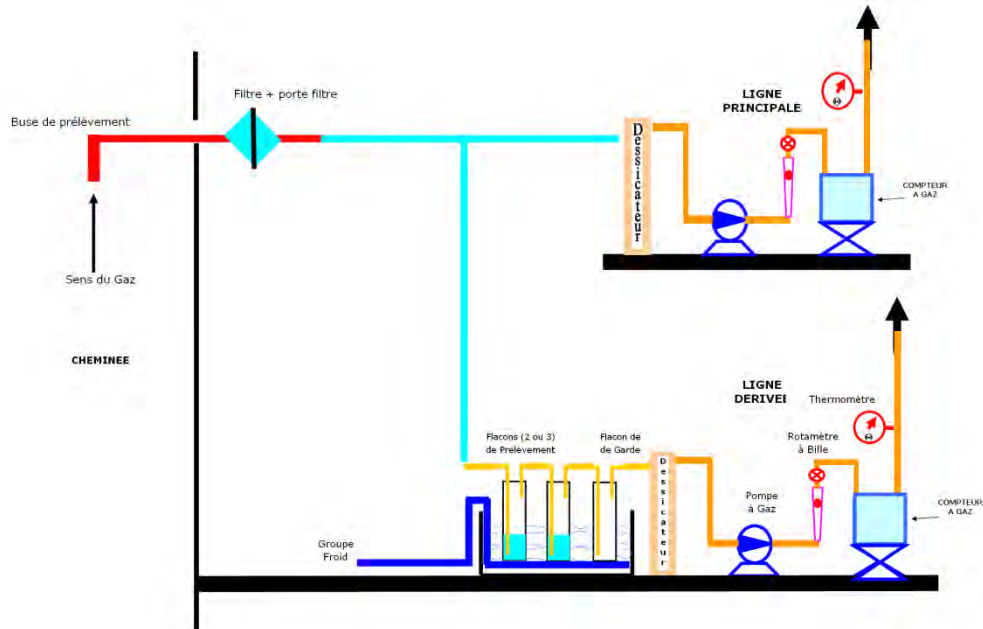 Filtre + porte filtre
Buse de prélèvement
Sens du Gaz
CHEMINEE
Dessicateur
LIGNE
PRINCIPALE
Θ
COMPTEUR
A GAZ
LIGNE
DERIVEE
Thermomètre
Θ
Rotamètre
à Bille
Flacons (2 ou 3)
de Prelèvement
Flacon de
de Garde
Dessicateur
Pompe
à Gaz
COMPTEUR
A GAZ
Groupe
Froid